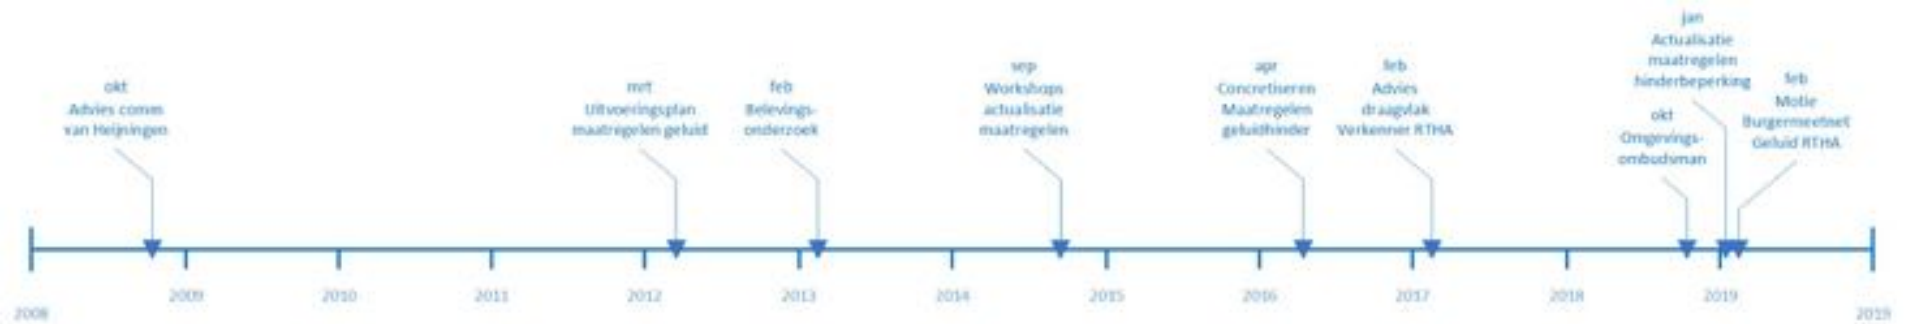 okt
Advies comm
van Heijningen
mrt
Uitvoeringsplan
maatregelen geluid
feb
Belevings-
onderzoek
sep
Workshops
actualisatie
maatregelen
apr
Concretiseren
Maatregelen
geluidhinder
feb
Advies
draagvlak
Verkenner RTHA
okt
Omgevings-
ombudsman
jan
Actualisatie
maatregelen
hinderbeperking
feb
Motie
Burgermeetnet
Geluid RTHA
2008
2009
2010
2011
2012
2013
2014
2015
2016
2017
2018
2019
2019